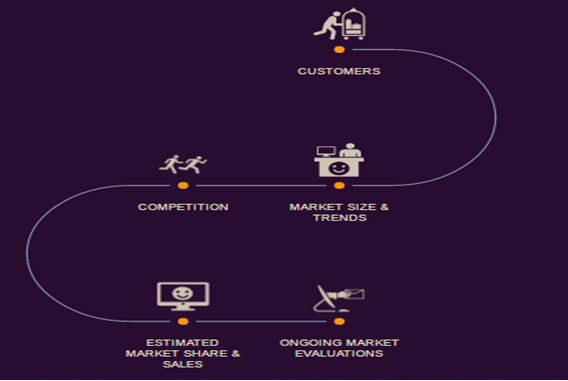 CUSTOMERS
COMPETITION
MARKET SIZE &
TRENDS
ESTIMATED
MARKET SHARE &
SALES
ONGOING MARKET
EVALUATIONS